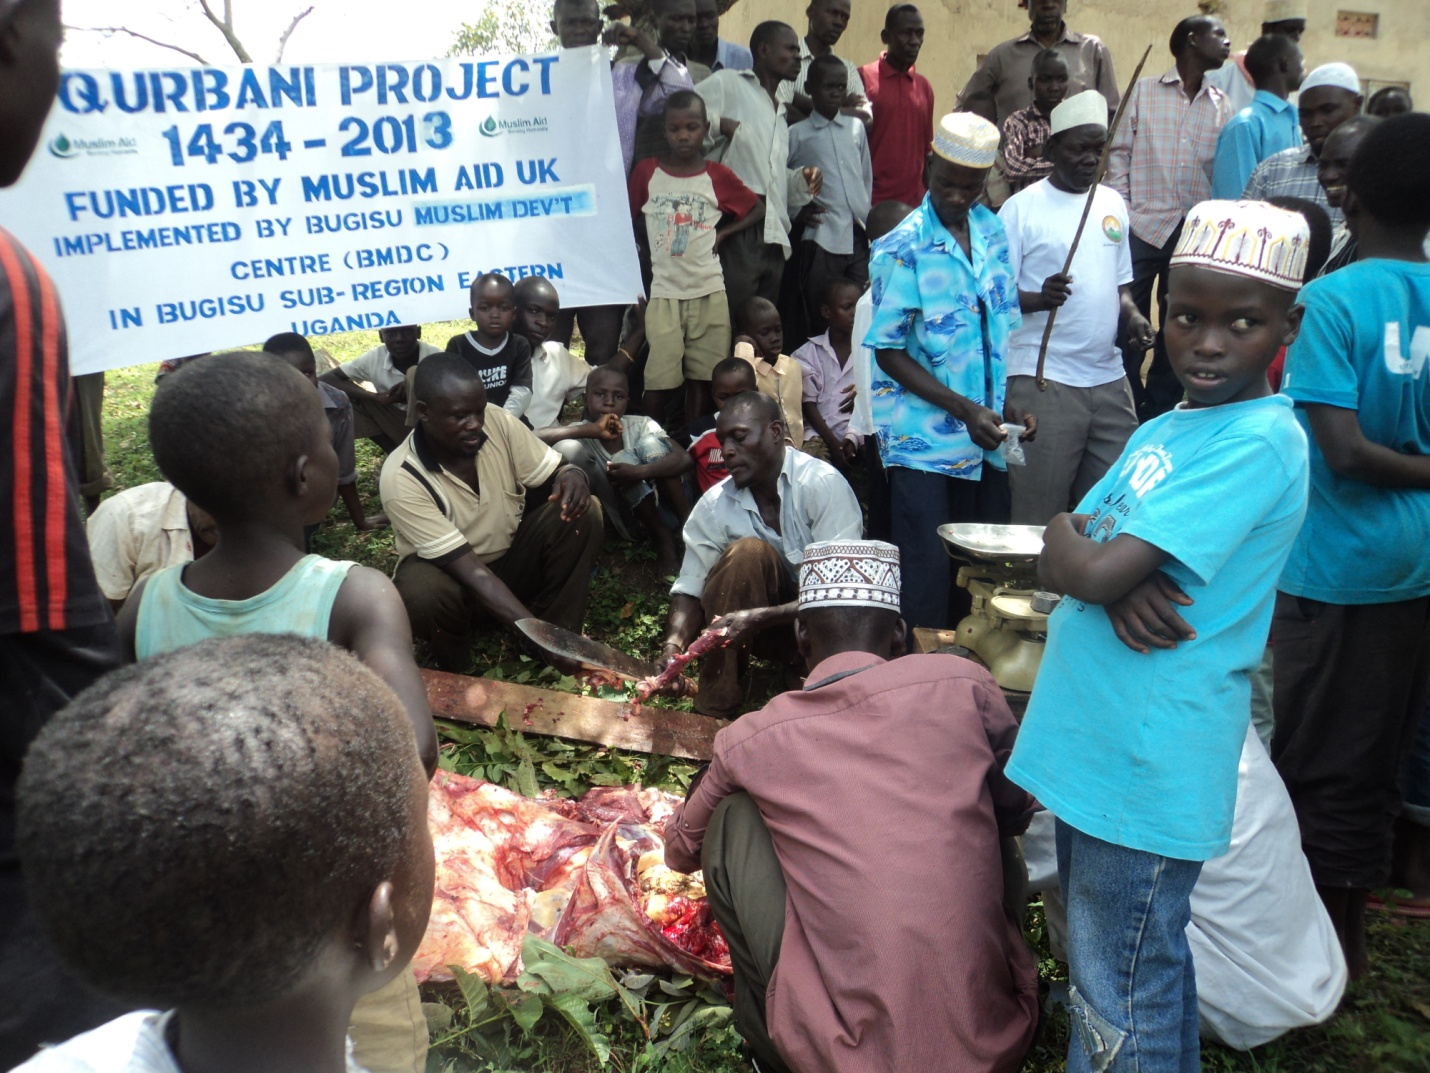 QURBANI PROJECT
1434 - 2013
Muslim Aid
Muslim Aid
FUNDED BY MUSLIM AID UK
IMPLEMENTED BY BUGISU MUSLIM DEV'T
CENTRE (BMDC)
IN BUGISU SUB-REGION EASTERN
UGANDA